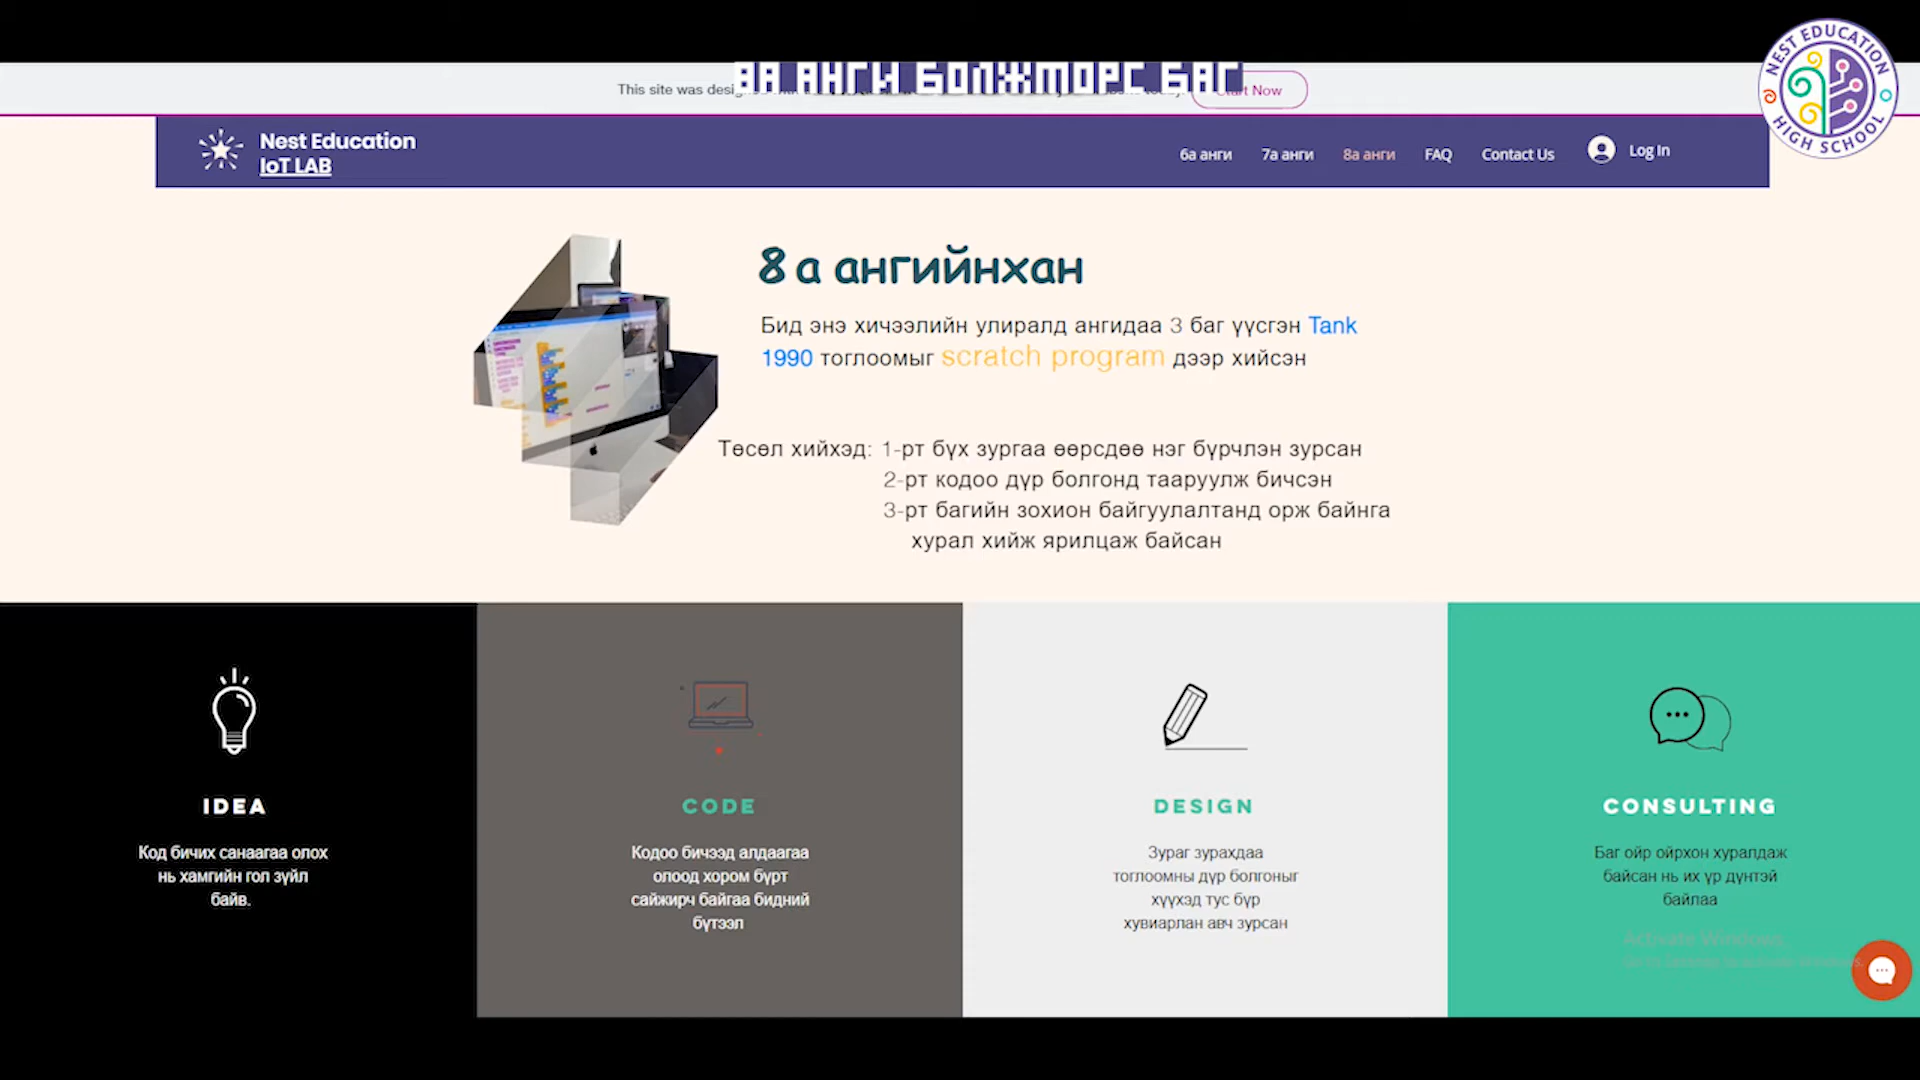 8А АНГИ БОЛЖМОРС БАГ
This site was desi
Start Now
NEST EDUCATION
HIGH SCHOOL
Nest Education
IoT LAB
6а анги 7а анги 8а анги FAQ Contact Us Log In
8 а ангийнхан
Бид энэ хичээлийн улиралд ангидаа 3 баг үүсгэн Tank
1990 тоглоомыг scratch program дээр хийсэн
Төсөл хийхэд: 1-рт бүх зургаа өөрсдөө нэг бүрчлэн зурсан
2-рт кодоо дүр болгонд тааруулж бичсэн
3-рт багийн зохион байгуулалтанд орж байнга
хурал хийж ярилцаж байсан
IDEA
Код бичих санаагаа олох
нь хамгийн гол зүйл
байв.
CODE
Кодоо бичээд алдаагаа
олоод хором бүрт
сайжирч байгаа бидний
бүтээл
DESIGN
Зураг зурахдаа
тоглоомны дүр болгоныг
хүүхэд тус бүр
хувиарлан авч зурсан
CONSULTING
Баг ойр ойрхон хуралдаж
байсан нь их үр дүнтэй
байлаа
Activate Windows